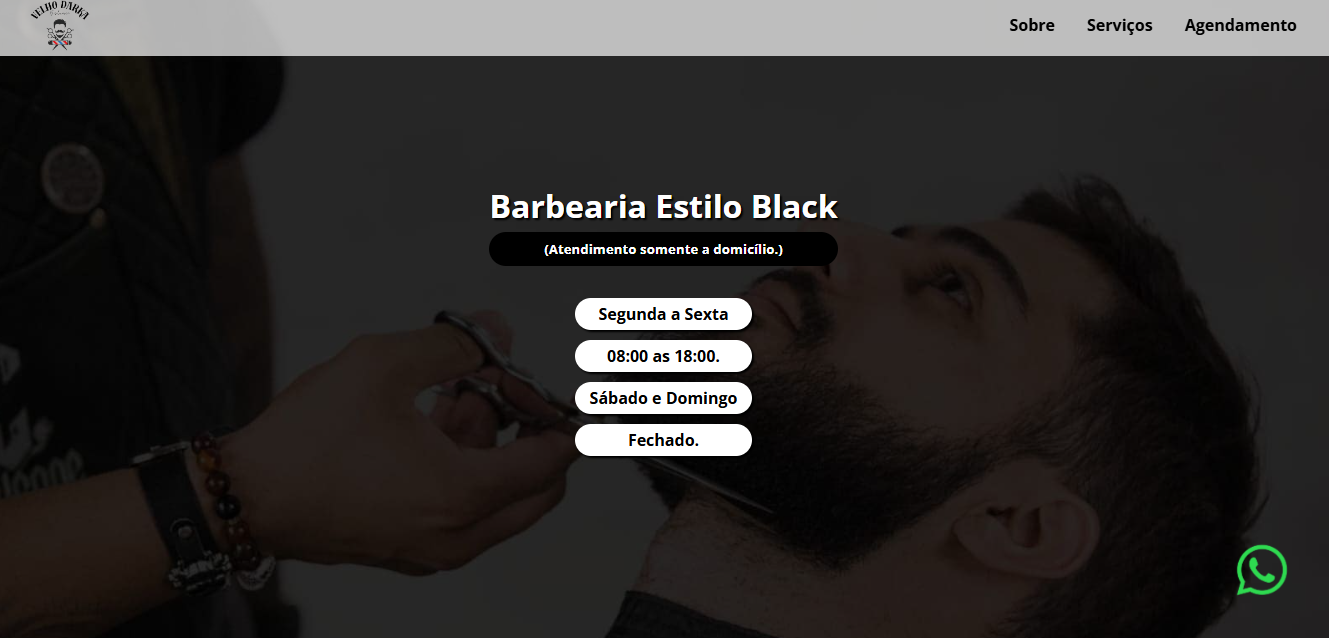 VELHO BARBA
Sobre Serviços Agendamento
Barbearia Estilo Black
(Atendimento somente a domicílio.)
Segunda a Sexta
08:00 as 18:00.
Sábado e Domingo
Fechado.